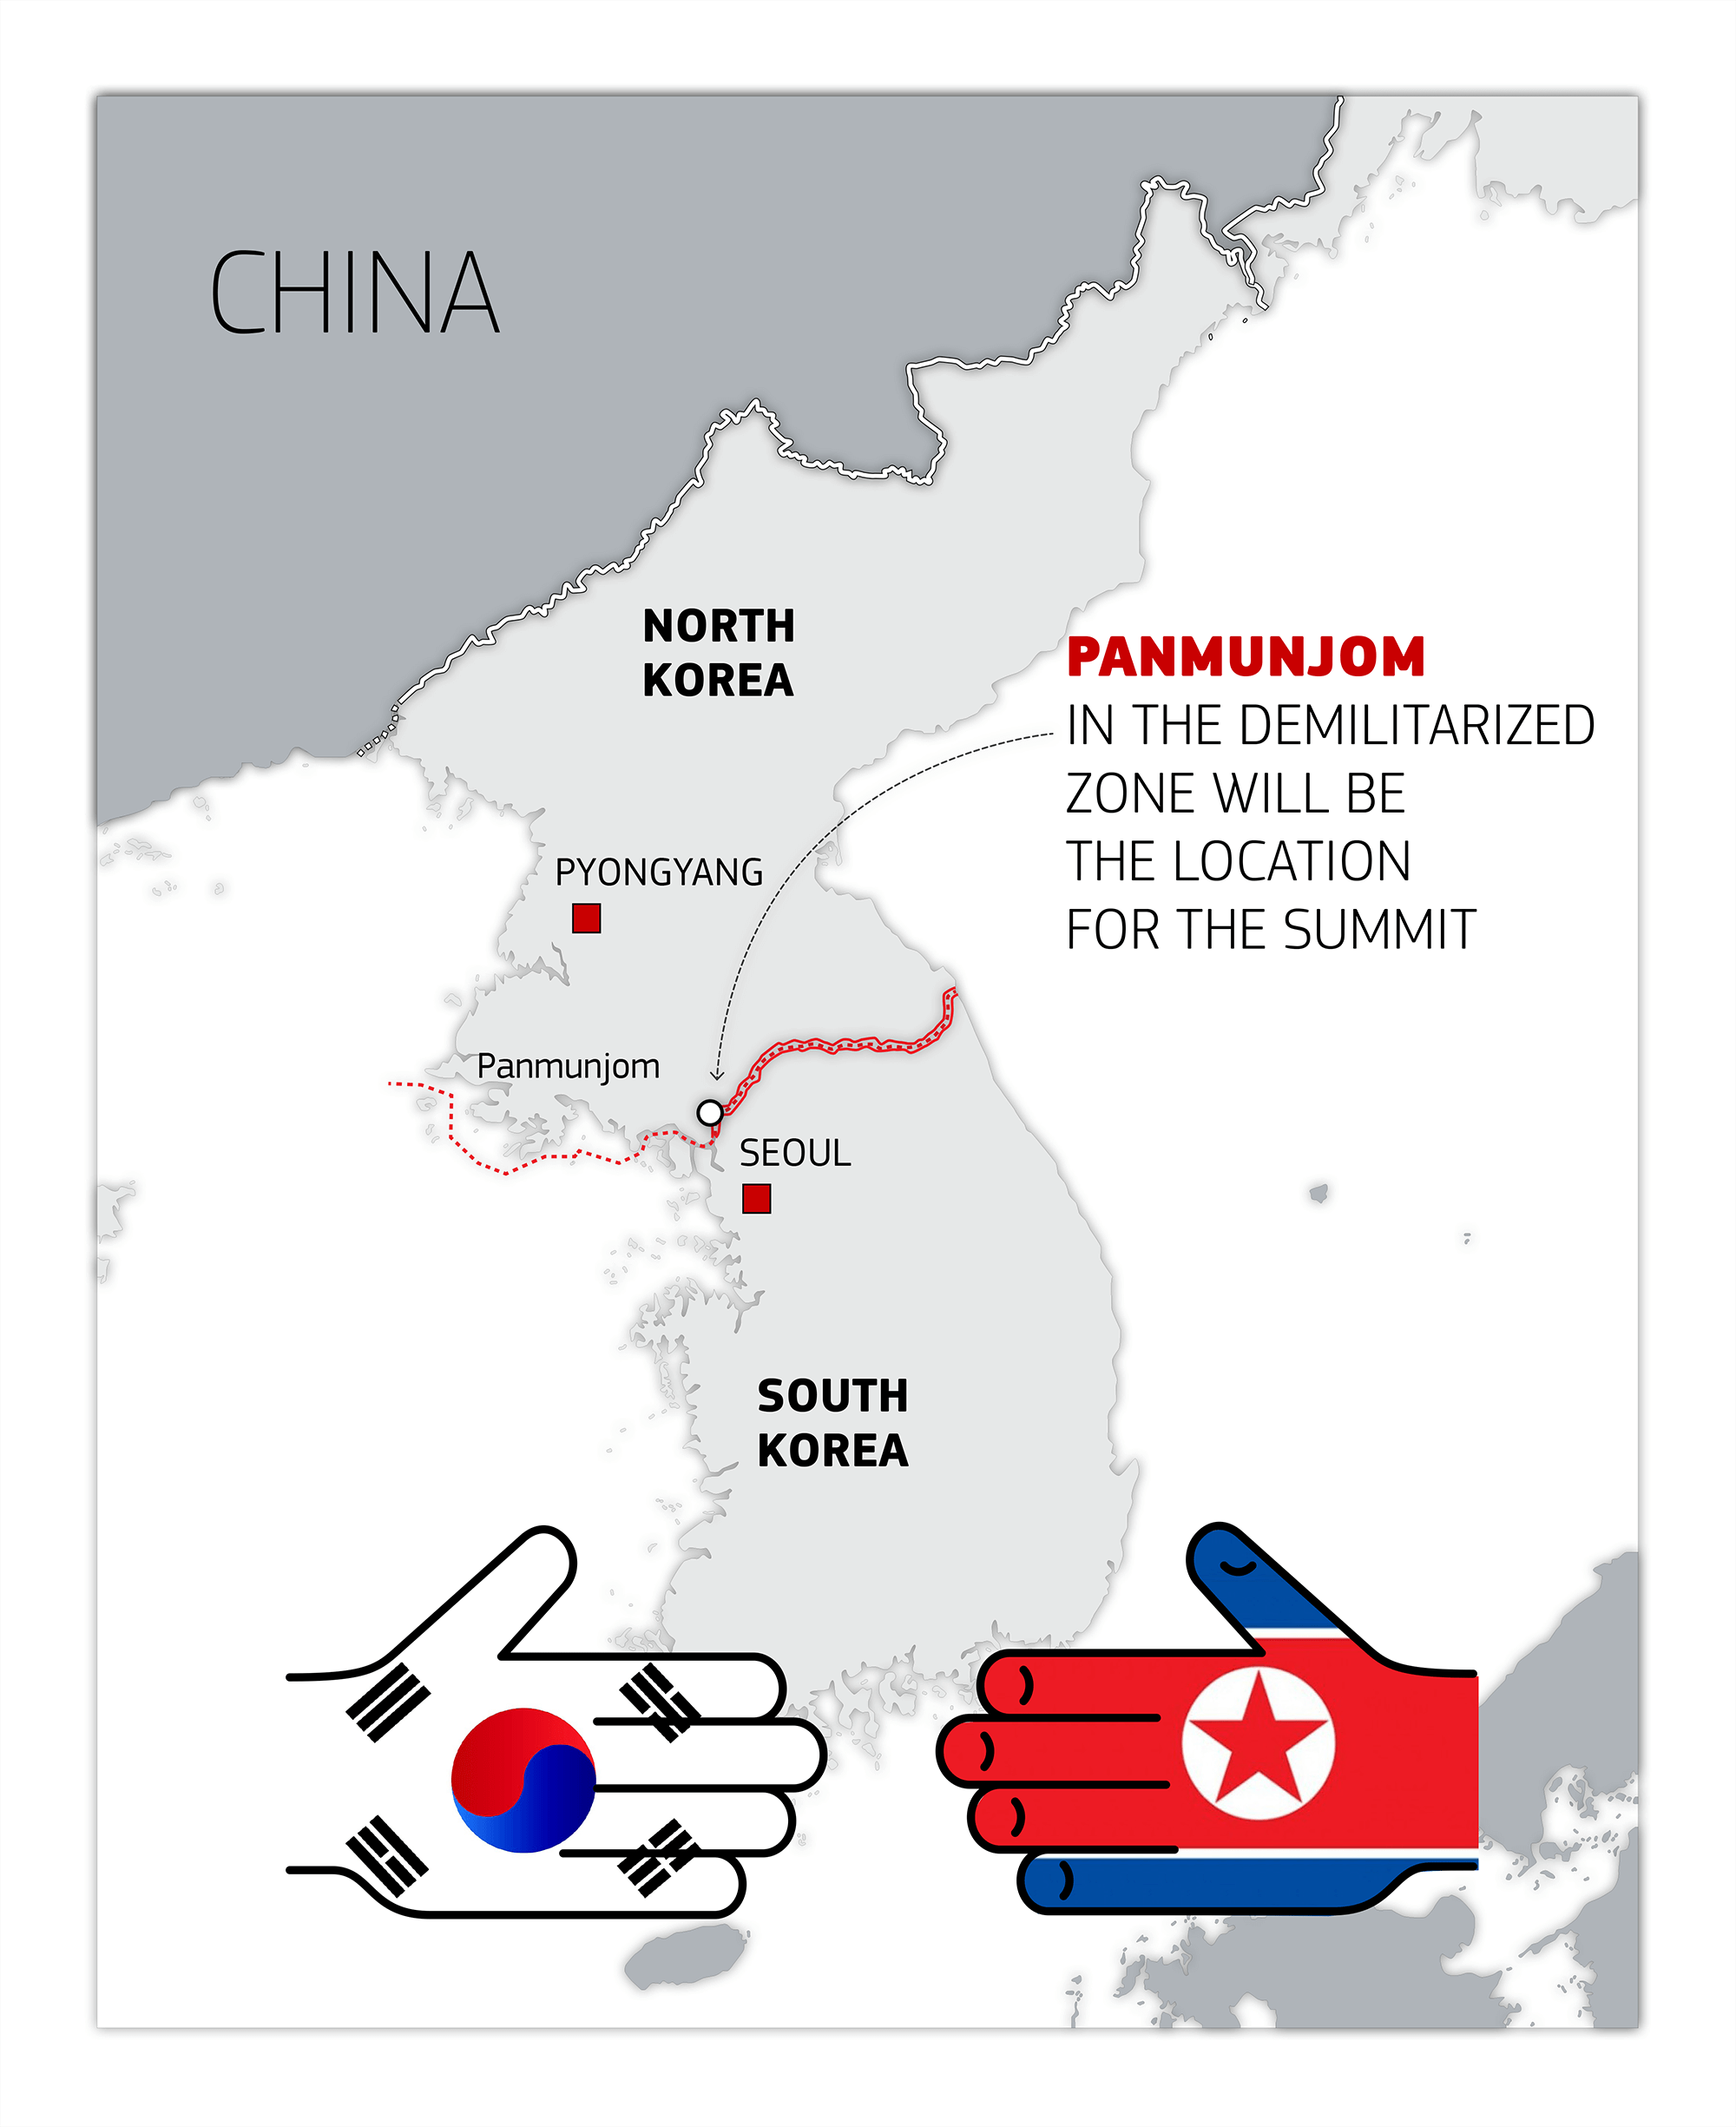 CHINA
NORTH
KOREA
PANMUNJOM
IN THE DEMILITARIZED
ZONE WILL BE
THE LOCATION
FOR THE SUMMIT
PYONGYANG
Panmunjom
SEOUL
SOUTH
KOREA